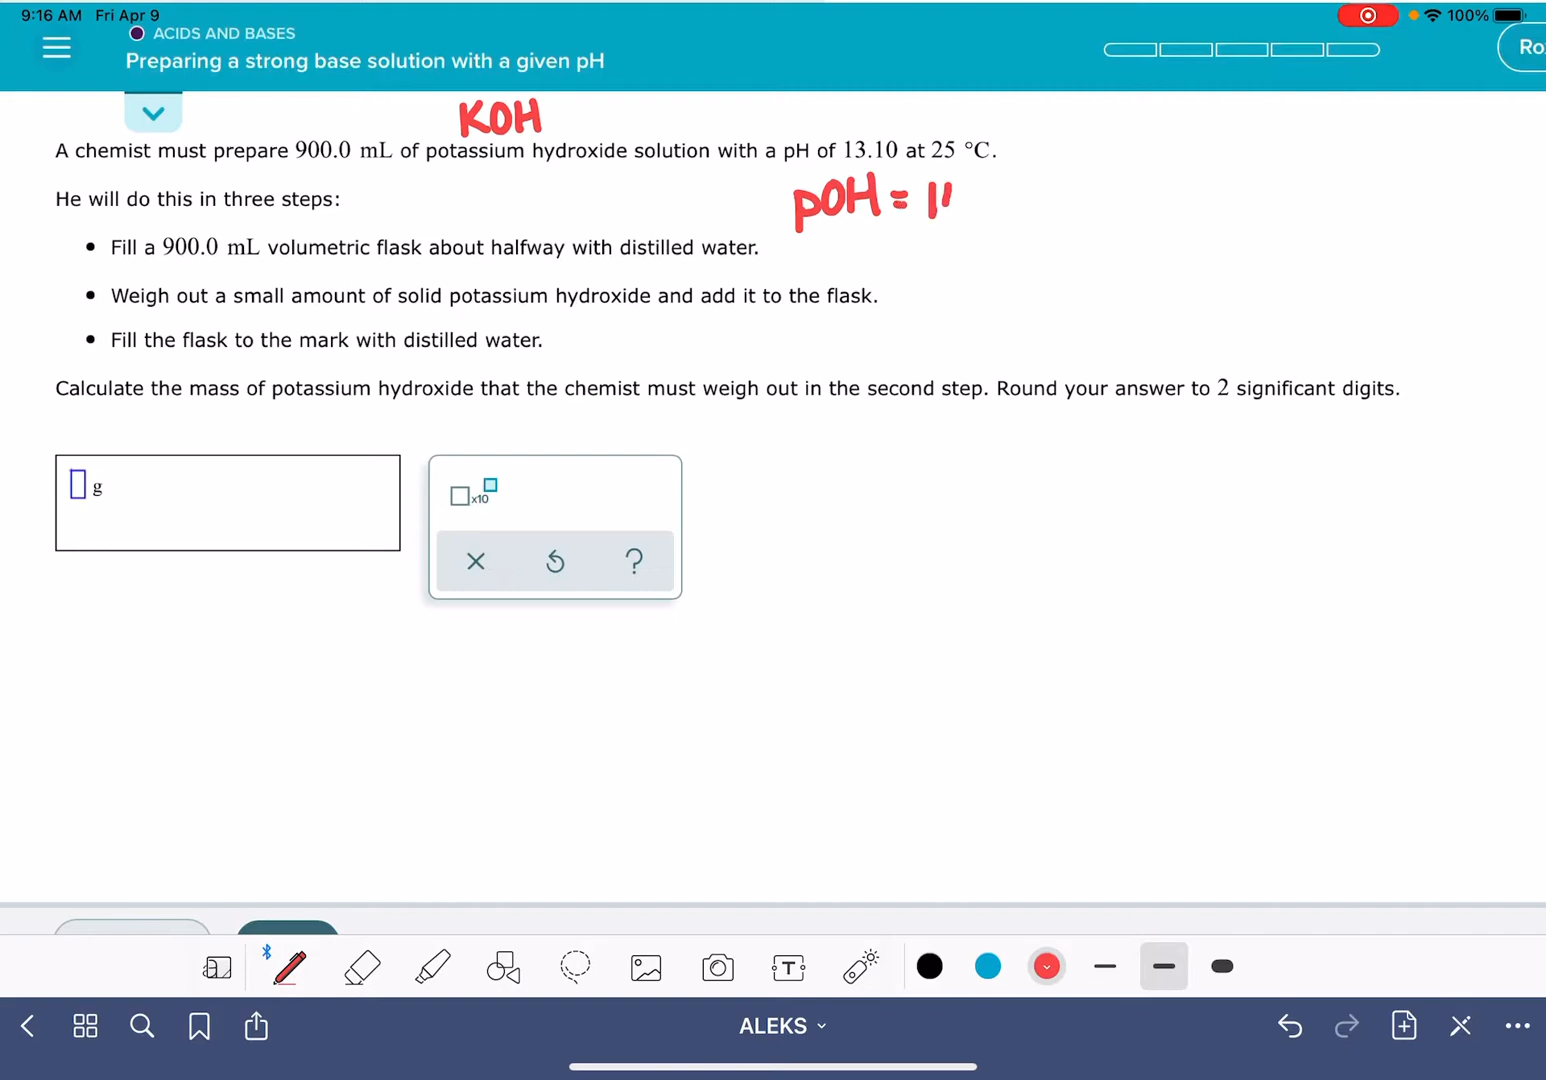 9:16 AM Fri Apr 9
100%
ACIDS AND BASES
Preparing a strong base solution with a given pH
Ro
KOH
A chemist must prepare 900.0 mL of potassium hydroxide solution with a pH of 13.10 at 25 °C.
pOH = 1
He will do this in three steps:
• Fill a 900.0 mL volumetric flask about halfway with distilled water.
• Weigh out a small amount of solid potassium hydroxide and add it to the flask.
• Fill the flask to the mark with distilled water.
Calculate the mass of potassium hydroxide that the chemist must weigh out in the second step. Round your answer to 2 significant digits.
g
x10
?
a
T
ALEKS